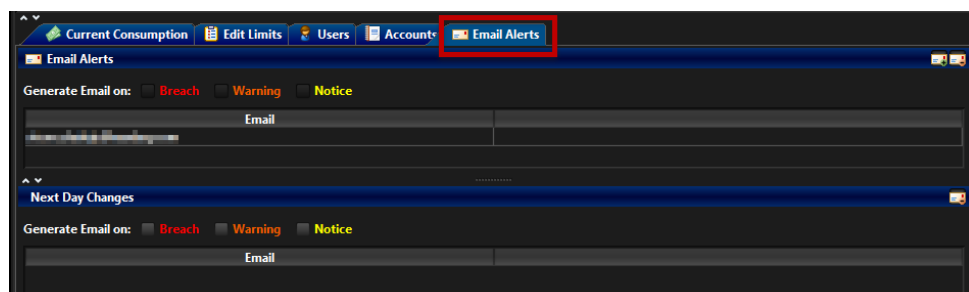 Current Consumption Edit Limits Users Accounts Email Alerts
Email Alerts
Generate Email on: Breach Warning Notice
Email
Next Day Changes
Generate Email on: Breach Warning Notice
Email